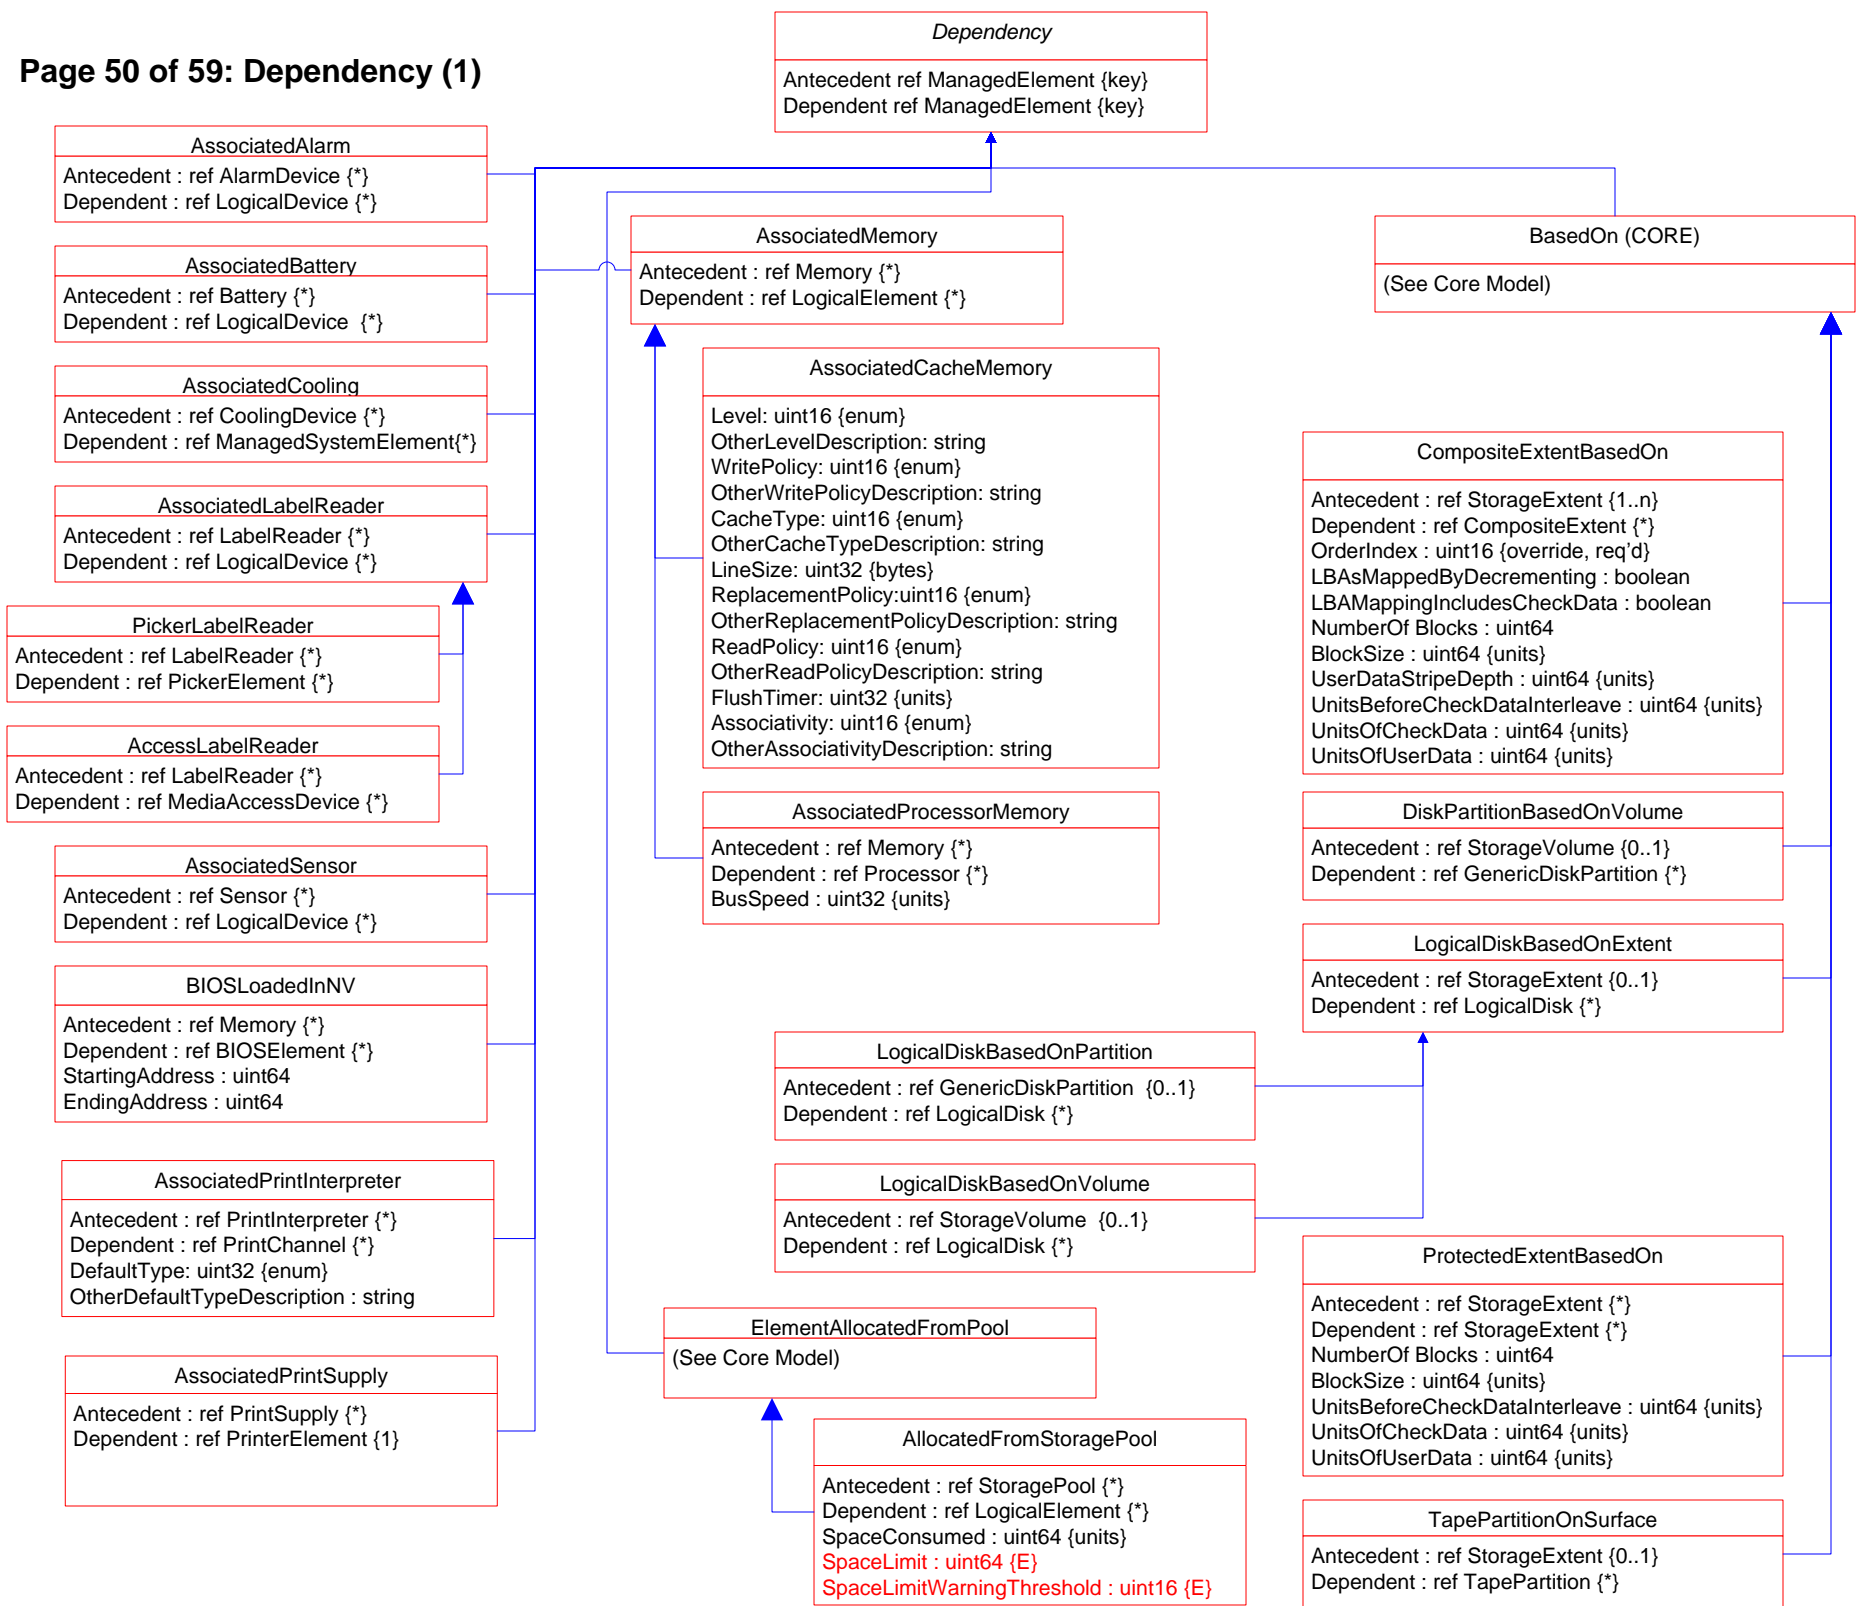 Page 50 of 59: Dependency (1)
Dependency
Antecedent ref ManagedElement {key}
Dependent ref ManagedElement {key}
AssociatedAlarm
Antecedent : ref AlarmDevice {*}
Dependent : ref LogicalDevice {*}
AssociatedBattery
Antecedent : ref Battery {*}
Dependent : ref LogicalDevice  {*}
AssociatedCooling
Antecedent : ref CoolingDevice {*}
Dependent : ref ManagedSystemElement{*}
AssociatedLabelReader
Antecedent : ref LabelReader {*}
Dependent : ref LogicalDevice {*}
PickerLabelReader
Antecedent : ref LabelReader {*}
Dependent : ref PickerElement {*}
AccessLabelReader
Antecedent : ref LabelReader {*}
Dependent : ref MediaAccessDevice {*}
AssociatedSensor
Antecedent : ref Sensor {*}
Dependent : ref LogicalDevice {*}
BIOSLoadedInNV
Antecedent : ref Memory {*}
Dependent : ref BIOSElement {*}
StartingAddress : uint64
EndingAddress : uint64
AssociatedPrintInterpreter
Antecedent : ref PrintInterpreter {*}
Dependent : ref PrintChannel {*}
DefaultType: uint32 {enum}
OtherDefaultTypeDescription : string
AssociatedPrintSupply
Antecedent : ref PrintSupply {*}
Dependent : ref PrinterElement {1}
AssociatedMemory
Antecedent : ref Memory {*}
Dependent : ref LogicalElement {*}
AssociatedCacheMemory
Level: uint16 {enum}
OtherLevelDescription: string
WritePolicy: uint16 {enum}
OtherWritePolicyDescription: string
CacheType: uint16 {enum}
OtherCacheTypeDescription: string
LineSize: uint32 {bytes}
ReplacementPolicy:uint16 {enum}
OtherReplacementPolicyDescription: string
ReadPolicy: uint16 {enum}
OtherReadPolicyDescription: string
FlushTimer: uint32 {units}
Associativity: uint16 {enum}
OtherAssociativityDescription: string
AssociatedProcessorMemory
Antecedent : ref Memory {*}
Dependent : ref Processor {*}
BusSpeed : uint32 {units}
LogicalDiskBasedOnPartition
Antecedent : ref GenericDiskPartition  {0..1}
Dependent : ref LogicalDisk {*}
LogicalDiskBasedOnVolume
Antecedent : ref StorageVolume  {0..1}
Dependent : ref LogicalDisk {*}
ElementAllocatedFromPool
(See Core Model)
AllocatedFromStoragePool
Antecedent : ref StoragePool {*}
Dependent : ref LogicalElement {*}
SpaceConsumed : uint64 {units}
SpaceLimit : uint64 {E}
SpaceLimitWarningThreshold : uint16 {E}
BasedOn (CORE)
(See Core Model)
CompositeExtentBasedOn
Antecedent : ref StorageExtent {1..n}
Dependent : ref CompositeExtent {*}
OrderIndex : uint16 {override, req’d}
LBAsMappedByDecrementing : boolean
LBAMappingIncludesCheckData : boolean
NumberOf Blocks : uint64
BlockSize : uint64 {units}
UserDataStripeDepth : uint64 {units}
UnitsBeforeCheckDataInterleave : uint64 {units}
UnitsOfCheckData : uint64 {units}
UnitsOfUserData : uint64 {units}
DiskPartitionBasedOnVolume
Antecedent : ref StorageVolume {0..1}
Dependent : ref GenericDiskPartition {*}
LogicalDiskBasedOnExtent
Antecedent : ref StorageExtent {0..1}
Dependent : ref LogicalDisk {*}
ProtectedExtentBasedOn
Antecedent : ref StorageExtent {*}
Dependent : ref StorageExtent {*}
NumberOf Blocks : uint64
BlockSize : uint64 {units}
UnitsBeforeCheckDataInterleave : uint64 {units}
UnitsOfCheckData : uint64 {units}
UnitsOfUserData : uint64 {units}
TapePartitionOnSurface
Antecedent : ref StorageExtent {0..1}
Dependent : ref TapePartition {*}